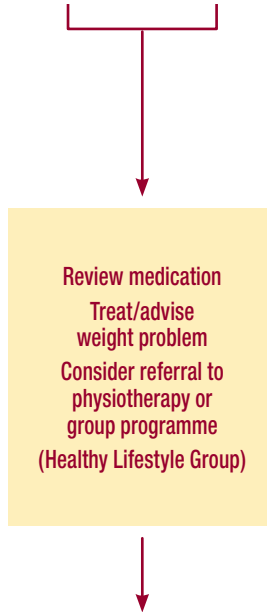 Review medication
Treat/advise
weight problem
Consider referral to
physiotherapy or
group programme
(Healthy Lifestyle Group)